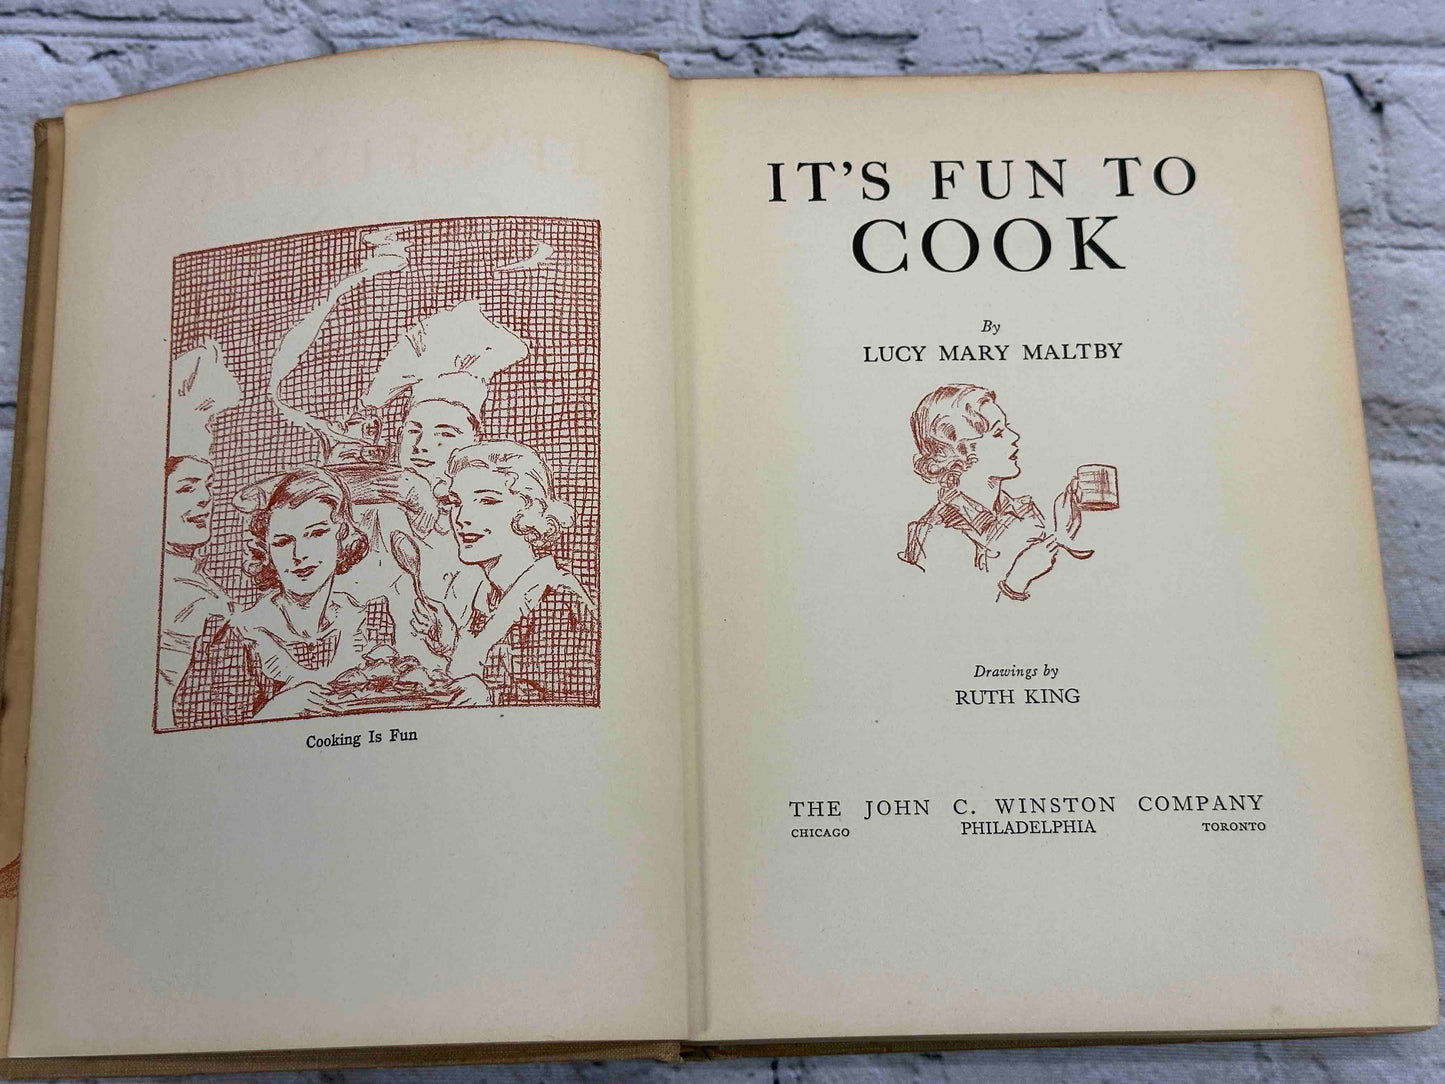 Cooking Is Fun
IT'S FUN TO
COOK
By
LUCY MARY MALTBY
Drawings by
RUTH KING
THE JOHN C. WINSTON COMPANY
CHICAGO PHILADELPHIA TORONTO